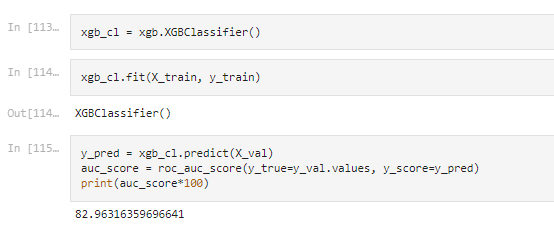 In [113…
xgb_cl = xgb.XGBClassifier()
In [114…
xgb_cl.fit(X_train, y_train)
Out[114…
XGBClassifier()
In [115…
y_pred = xgb_cl.predict(X_val)
auc_score = roc_auc_score(y_true=y_val.values, y_score=y_pred)
print(auc_score*100)
82.96316359696641